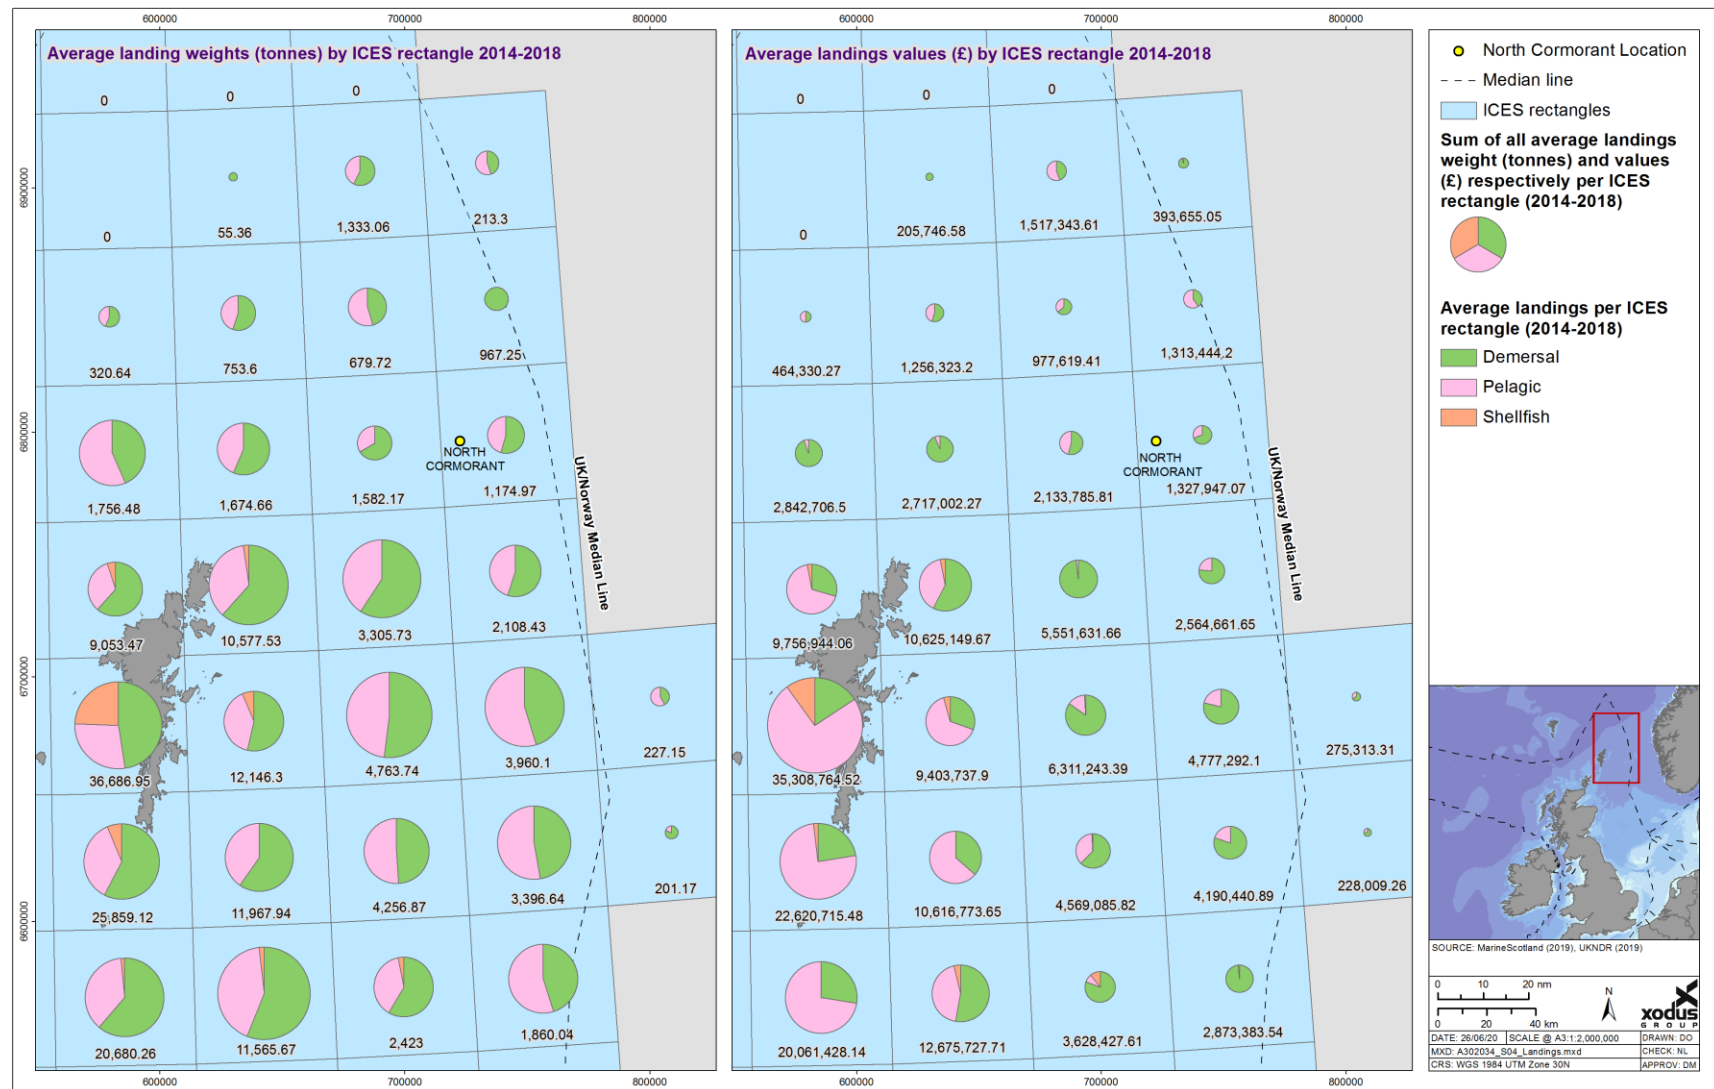 600000 700000 800000 600000 700000 800000
Average landing weights (tonnes) by ICES rectangle 2014-2018
0 0 0
55.36 1,333.06 213.3
0
320.64 753.6 679.72 967.25
NORTH
CORMORANT
1,756.48 1,674.66 1,582.17 1,174.97
UK/Norway Median Line
9,053.47 10,577.53 3,305.73 2,108.43
36,686.95 12,146.3 4,763.74 3,960.1 227.15
25,859.12 11,967.94 4,256.87 3,396.64 201.17
20,680.26 11,565.67 2,423 1,860.04
6900000
6800000
6700000
6600000
Average landings values (£) by ICES rectangle 2014-2018
0 0 0
205,746.58 1,517,343.61 393,655.05
0
464,330.27 1,256,323.2 977,619.41 1,313,444.2
NORTH
CORMORANT
2,842,706.5 2,717,002.27 2,133,785.81 1,327,947.07
UK/Norway Median Line
9,756,944.06 10,625,149.67 5,551,631.66 2,564,661.65
35,308,764.52 9,403,737.9 6,311,243.39 4,777,292.1 275,313.31
22,620,715.48 10,616,773.65 4,569,085.82 4,190,440.89 228,009.26
20,061,428.14 12,675,727.71 3,628,427.61 2,873,383.54
600000 700000 800000 600000 700000 800000
North Cormorant Location
Median line
ICES rectangles
Sum of all average landings
weight (tonnes) and values
(£) respectively per ICES
rectangle (2014-2018)
Average landings per ICES
rectangle (2014-2018)
Demersal
Pelagic
Shellfish
SOURCE: MarineScotland (2019), UKNDR (2019)
0 10 20 nm
0 20 40 km
N
xodus
GROUP
DATE: 26/06/20 SCALE @ A3:1:2,000,000 DRAWN: DO
MXD: A302034_S04_Landings.mxd CHECK: NL
CRS: WGS 1984 UTM Zone 30N APPROV: DM